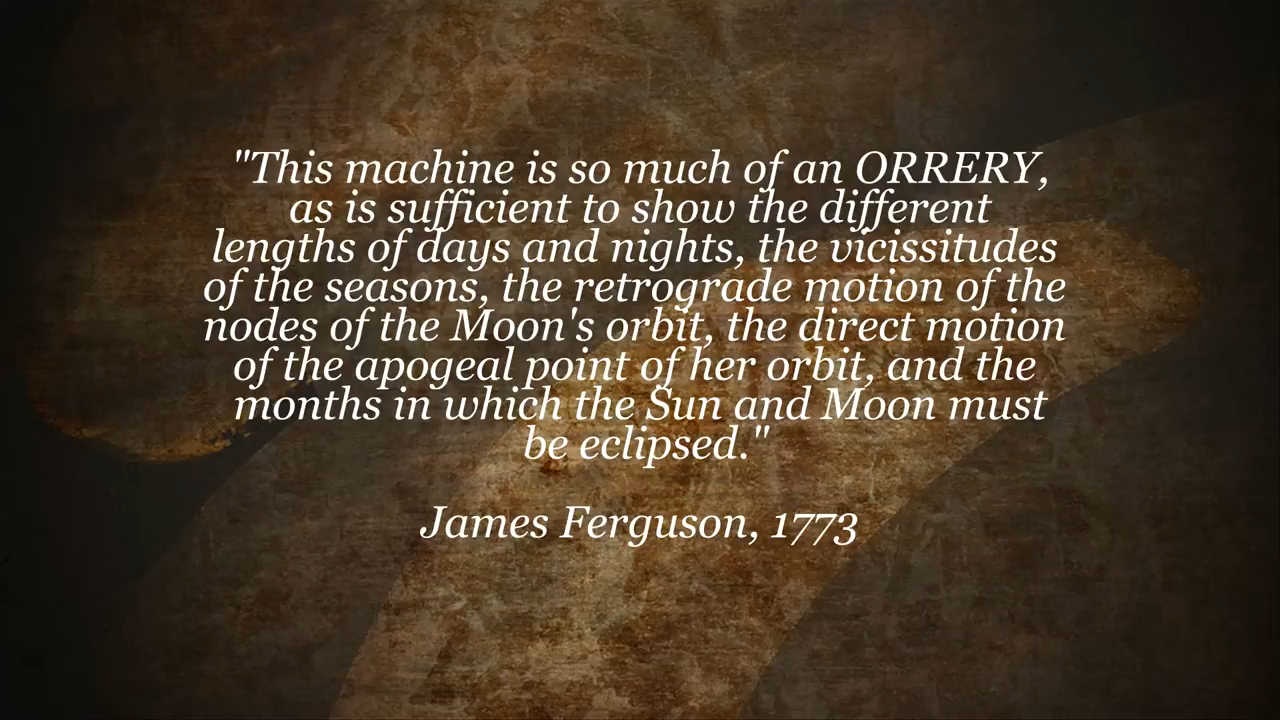 "This machine is so much of an ORRERY,
as is sufficient to show the different
lengths of days and nights, the vicissitudes
of the seasons, the retrograde motion of the
nodes of the Moon's orbit, the direct motion
of the apogeal point of her orbit, and the
months in which the Sun and Moon must
be eclipsed."
James Ferguson, 1773